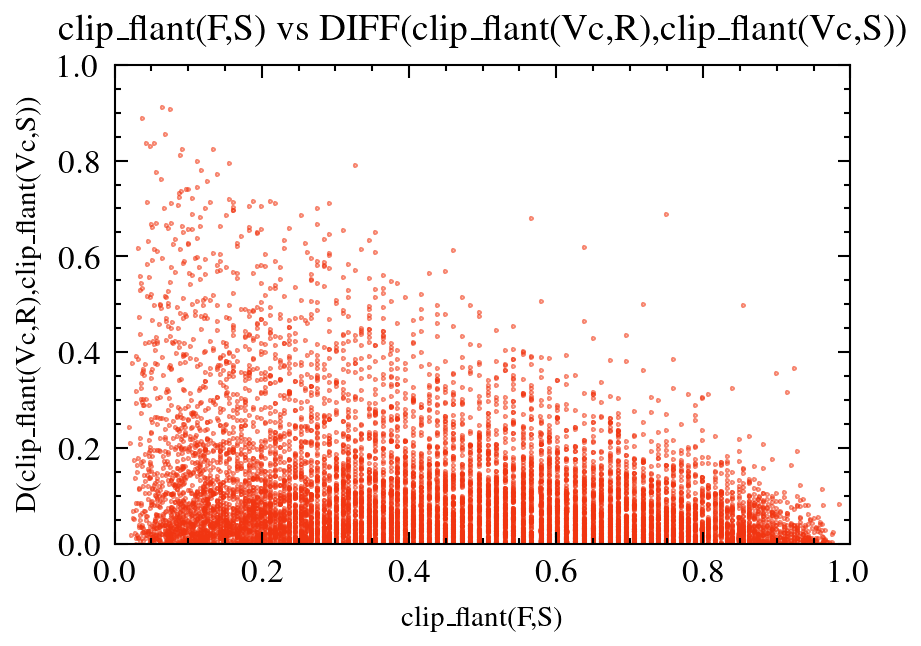 clip_flant(F,S) vs DIFF(clip_flant(Vc,R),clip_flant(Vc,S))
D(clip_flant(Vc,R),clip_flant(Vc,S))
1.0
0.8
0.6
0.4
0.2
0.0
0.0 0.2 0.4 0.6 0.8 1.0
clip_flant(F,S)